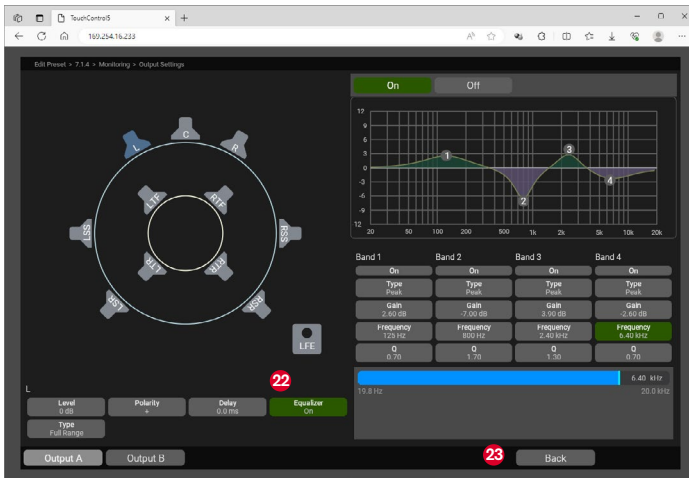 TouchControl5
169.254.16.233
Edit Preset > 7.1.4 > Monitoring > Output Settings
On Off
L
C
R
LTF
RTF
LSS
RSS
LTR
RTR
LSR
RSR
LFE
12
9
6
3
0
-3
-6
-9
12
1
2
3
4
20 50 100 200 500 1k 2k 5k 10k 20k
Band 1 Band 2 Band 3 Band 4
On On On On
Type Type Type Type
Peak Peak Peak Peak
Gain Gain Gain Gain
2.60 dB -7.00 dB 3.90 dB -2.60 dB
Frequency Frequency Frequency Frequency
125 Hz 800 Hz 2.40 kHz 6.40 kHz
Q Q Q Q
0.70 1.70 1.30 0.70
6.40 kHz
19.8 Hz 20.0 kHz
22
L
Level Polarity Delay Equalizer
0 dB + 0.0 ms On
Type
Full Range
Output A Output B 23 Back